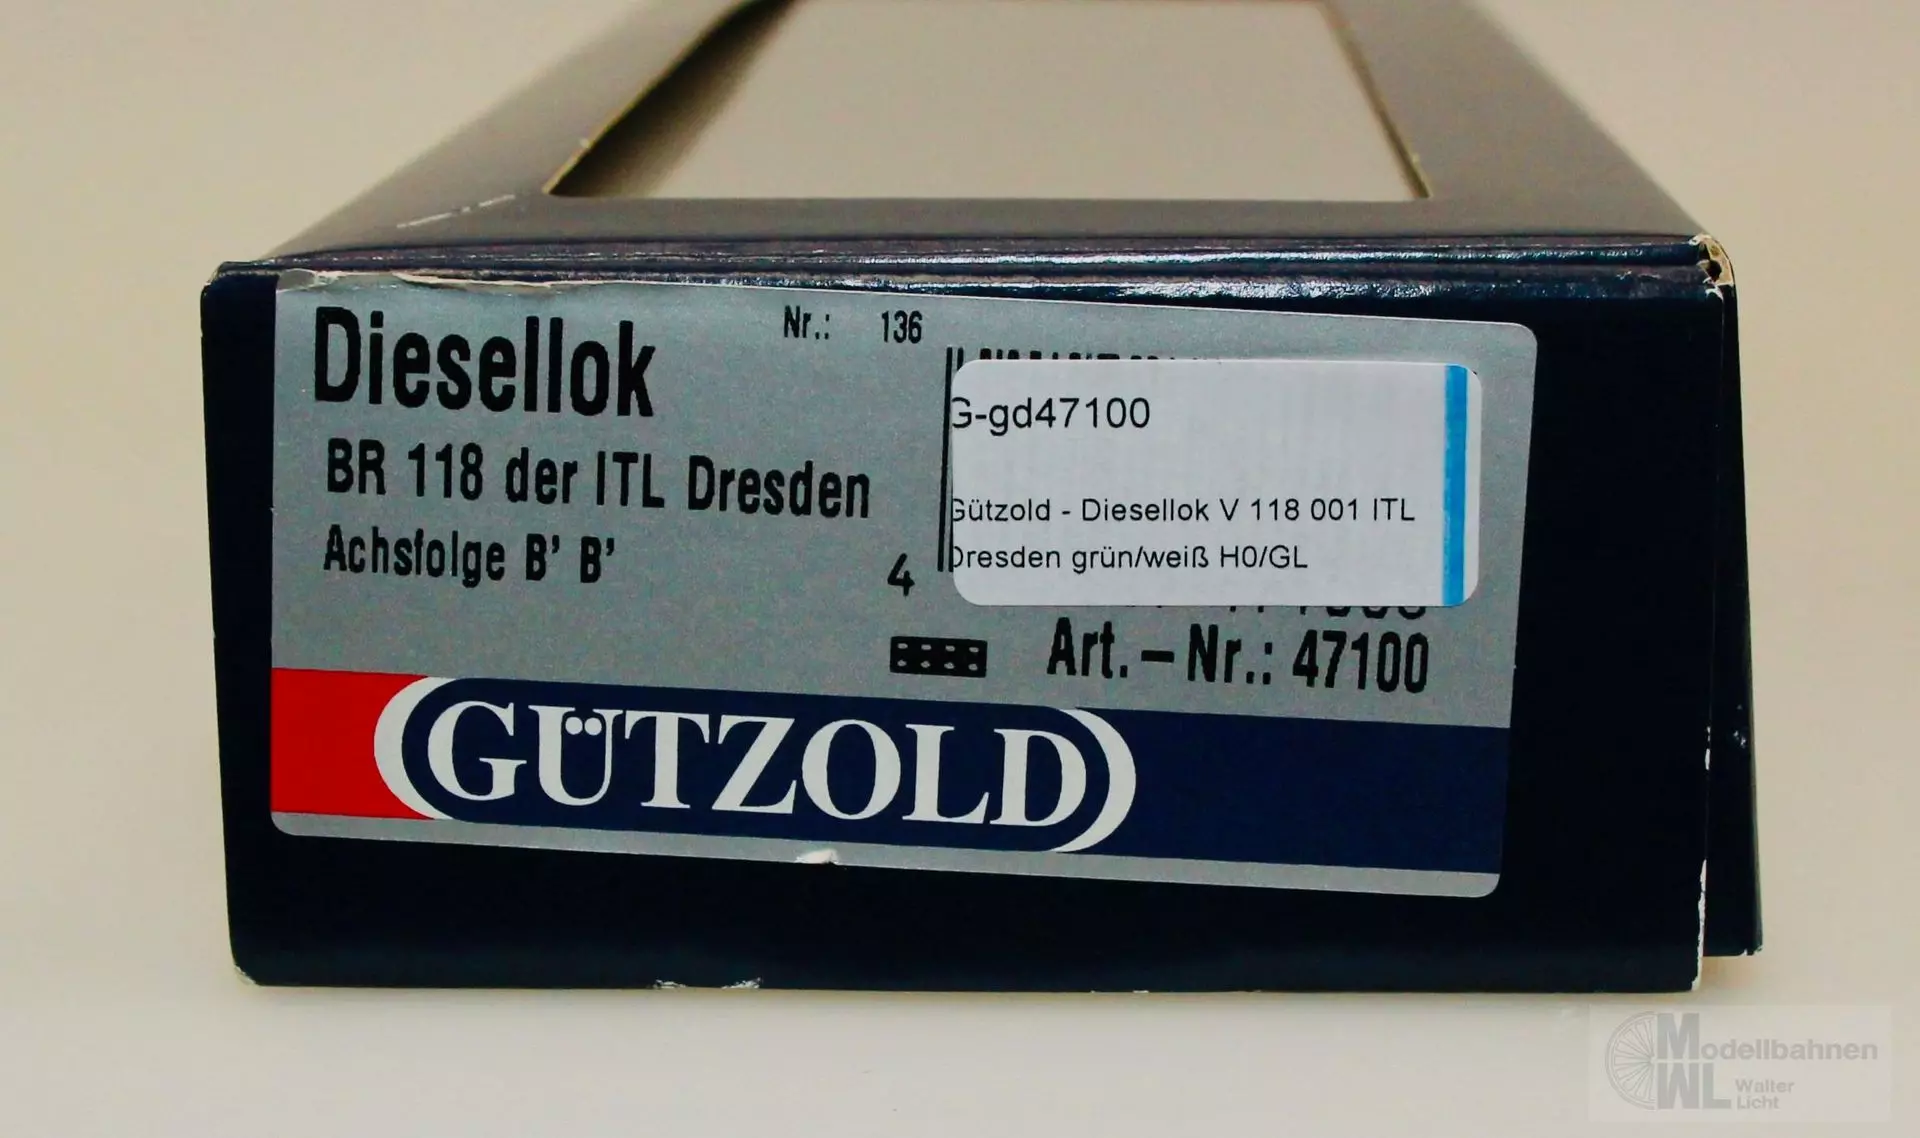 Diesellok
Nr.: 136
BR 118 der ITL Dresden
Achsfolge B' B'
4
G-gd47100
Gützold - Diesellok V 118 001 ITL
Dresden grün/weiß H0/GL
Art.-Nr.: 47100
GÜTZOLD
Modellbahnen
WL Walter
Licht